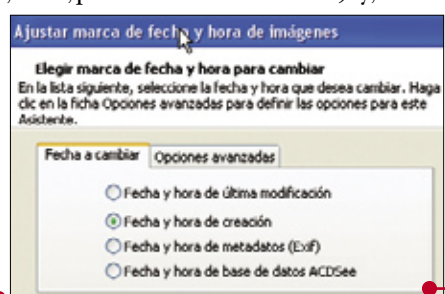 Ajustar marca de fecha y hora de imágenes
Elegir marca de fecha y hora para cambiar
En la lista siguiente, seleccione la fecha y hora que desea cambiar. Haga
clic en la ficha Opciones avanzadas para definir las opciones para este
Asistente.
Fecha a cambiar
Opciones avanzadas
Fecha y hora de última modificación
Fecha y hora de creación
Fecha y hora de metadatos (Exif)
Fecha y hora de base de datos ACDSee